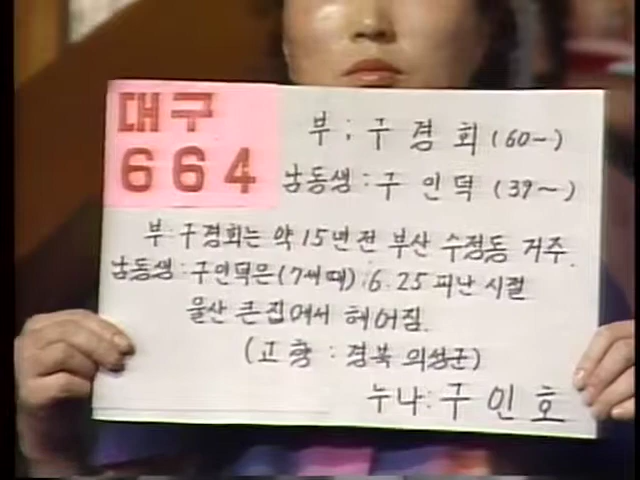 대구
664
부 : 구 경 회 (60~)
남동생 : 구 인 덕 (39~)
부 : 구경회는 약 15년전 부산 수정동 거주.
남동생 : 구인덕은 (7세때) : 6.25 피난 시절
울산 큰집에서 헤어짐.
(고 향 : 경북 의성군)
누나 : 구 인 호